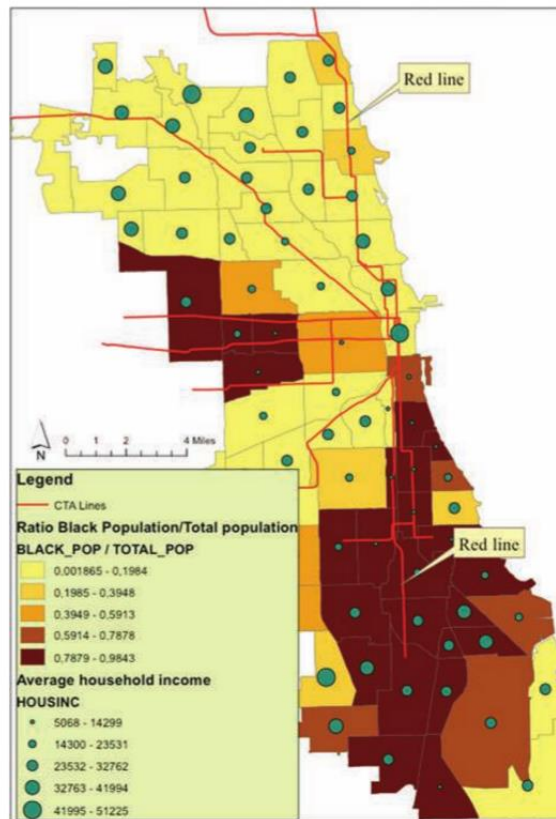 Red line
N
0 1 2 4 Miles
Legend
CTA Lines
Ratio Black Population/Total population
BLACK_POP / TOTAL_POP
0,001865 - 0,1984
0,1985 - 0,3948
0,3949 - 0,5913
0,5914 - 0,7878
0,7879 - 0,9843
Average household income
HOUSINC
5068 - 14299
14300 - 23531
23532 - 32762
32763 - 41994
41995 - 51225
Red line